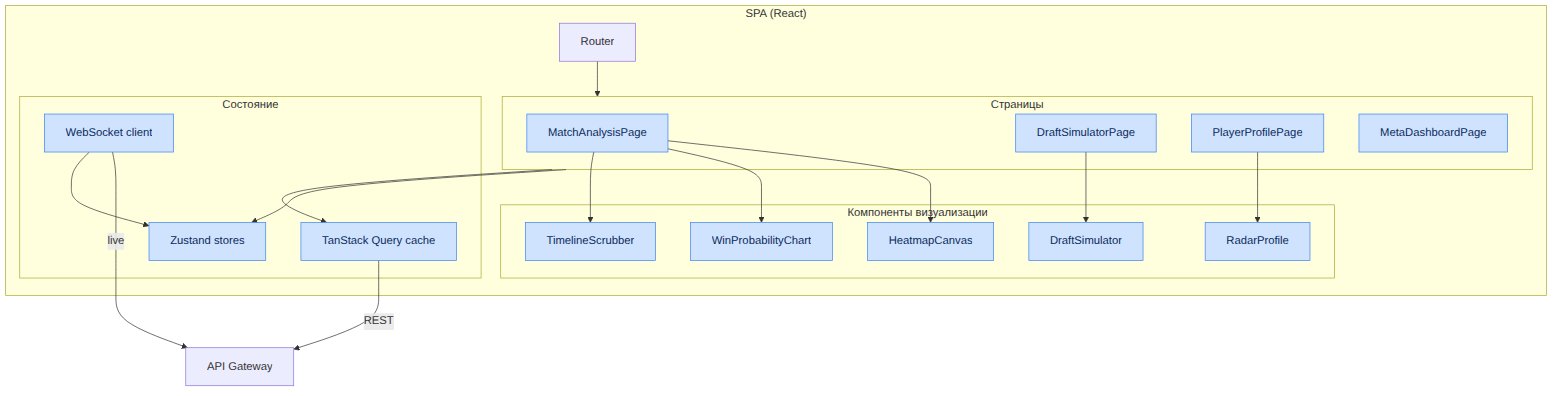 SPA (React)
Router
Состояние
Страницы
WebSocket client
MatchAnalysisPage
DraftSimulatorPage
PlayerProfilePage
MetaDashboardPage
Компоненты визуализации
Zustand stores
TanStack Query cache
TimelineScrubber
WinProbabilityChart
HeatmapCanvas
DraftSimulator
RadarProfile
live
REST
API Gateway